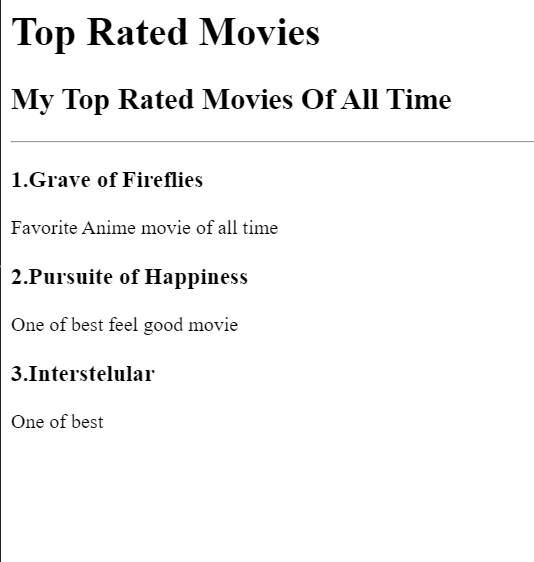 Top Rated Movies
My Top Rated Movies Of All Time
1.Grave of Fireflies
Favorite Anime movie of all time
2.Pursuite of Happiness
One of best feel good movie
3.Interstelular
One of best